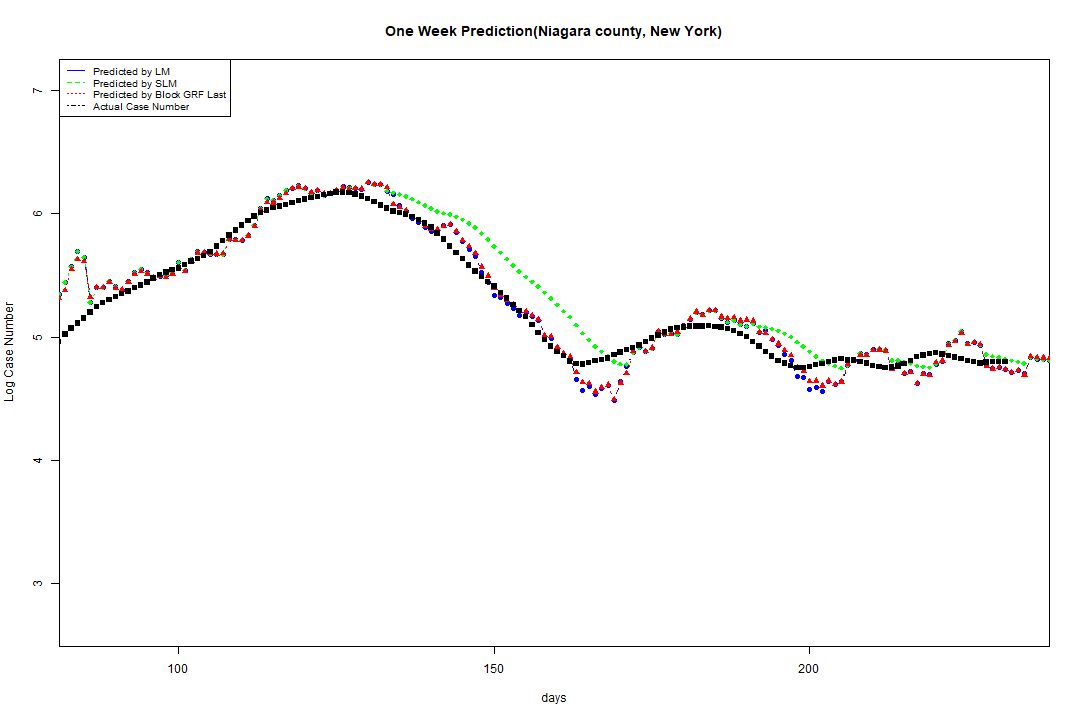 One Week Prediction(Niagara county, New York)
Predicted by LM
Predicted by SLM
Predicted by Block GRF Last
Actual Case Number
7
6
5
4
3
Log Case Number
100 150 200
days